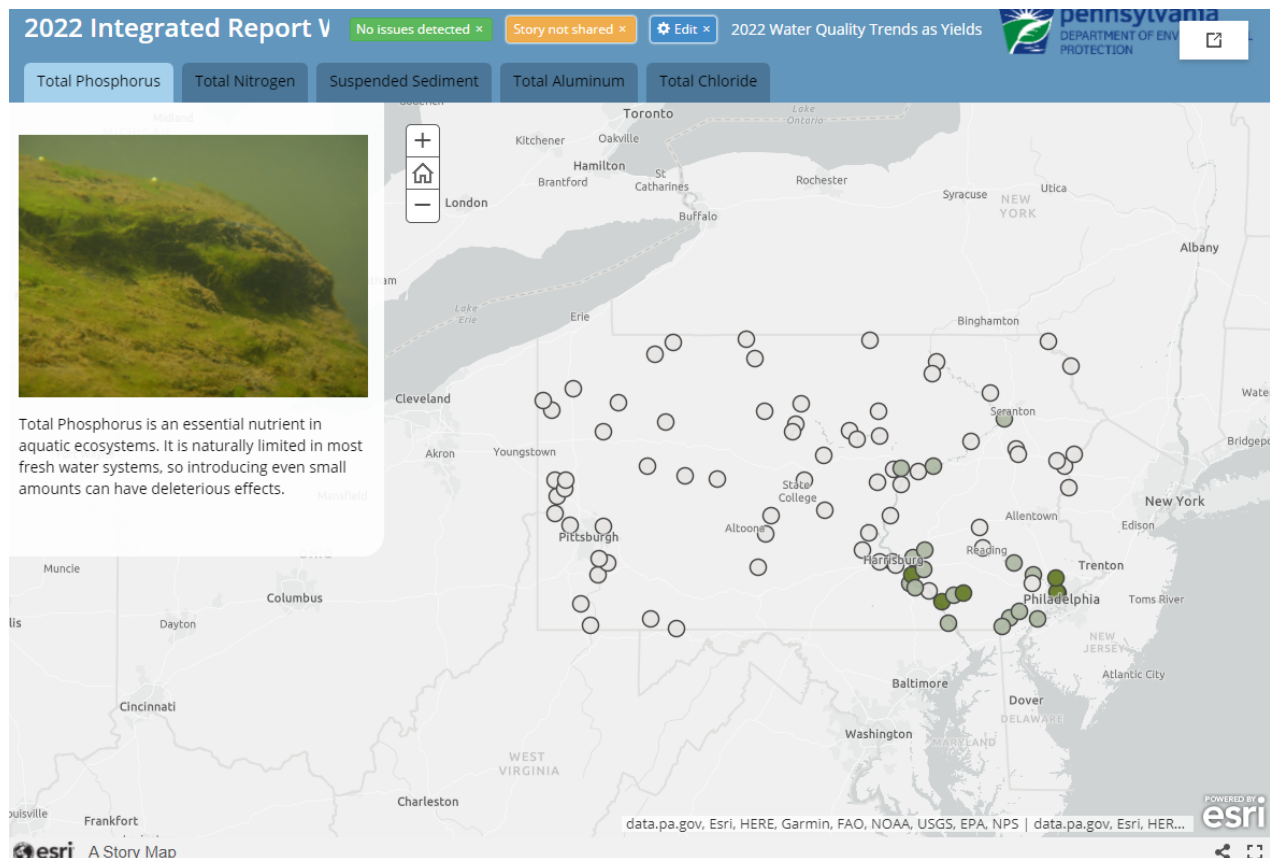 2022 Integrated Report
No issues detected ×
Story not shared ×
Edit ×
2022 Water Quality Trends as Yields
pennsylvania
DEPARTMENT OF
PROTECTION
Total Phosphorus
Total Nitrogen
Suspended Sediment
Total Aluminum
Total Chloride
Total Phosphorus is an essential nutrient in
aquatic ecosystems. It is naturally limited in most
fresh water systems, so introducing even small
amounts can have deleterious effects.
Midland
Toronto
Lake
Ontario
Kitchener
Oakville
Hamilton
Brantford
St
Catharines
Rochester
London
Buffalo
Syracuse
Utica
NEW
YORK
Albany
Lake
Erie
Erie
Binghamton
Cleveland
Scranton
Akron
Youngstown
Mansfield
State
College
New York
Allentown
Edison
Pittsburgh
Altoona
Harrisburg
Reading
Trenton
Muncie
Columbus
Philadelphia
Toms River
Dayton
NEW
JERSEY
Baltimore
Atlantic City
Cincinnati
Dover
DELAWARE
Washington
MARYLAND
WEST
VIRGINIA
Charleston
Frankfort
data.pa.gov, Esri, HERE, Garmin, FAO, NOAA, USGS, EPA, NPS | data.pa.gov, Esri, HER...
POWERED BY
esri
esri A Story Map